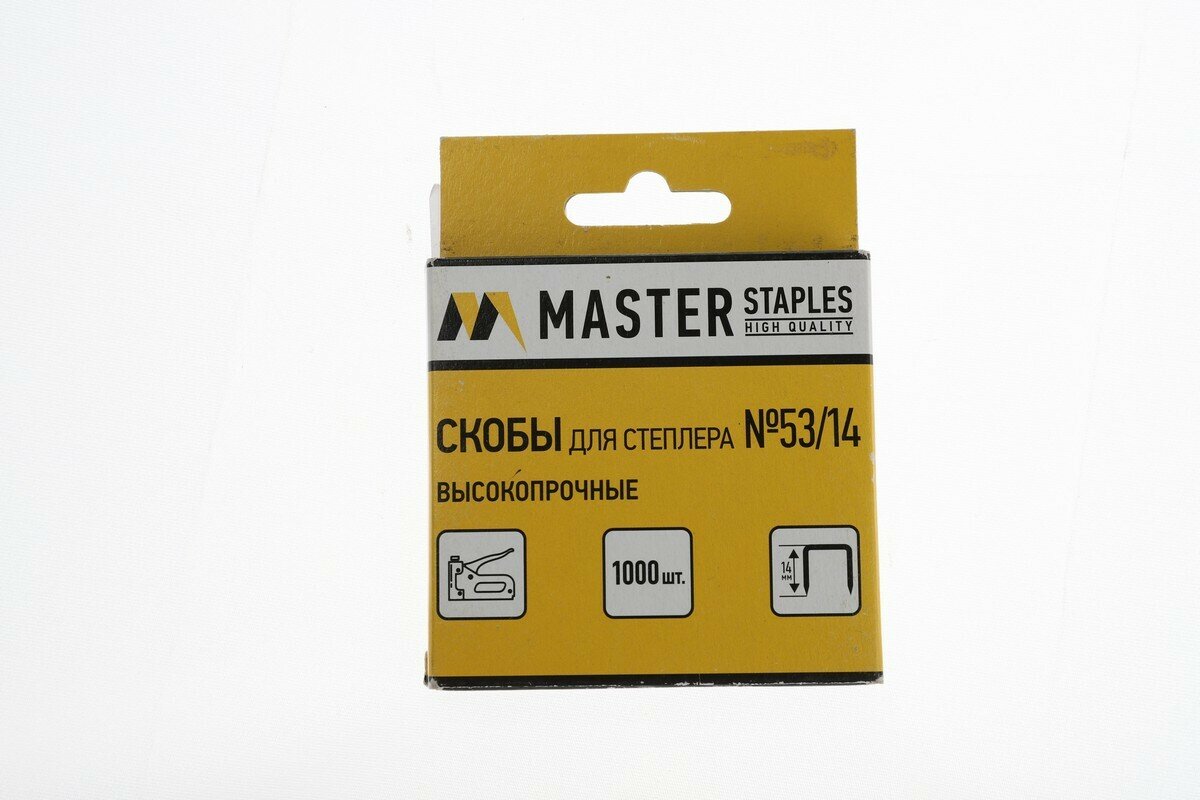 MASTER STAPLES
HIGH QUALITY
СКОБЫ ДЛЯ СТЕПЛЕРА №53/14
ВЫСОКОПРОЧНЫЕ
1000 шт.
14
мм